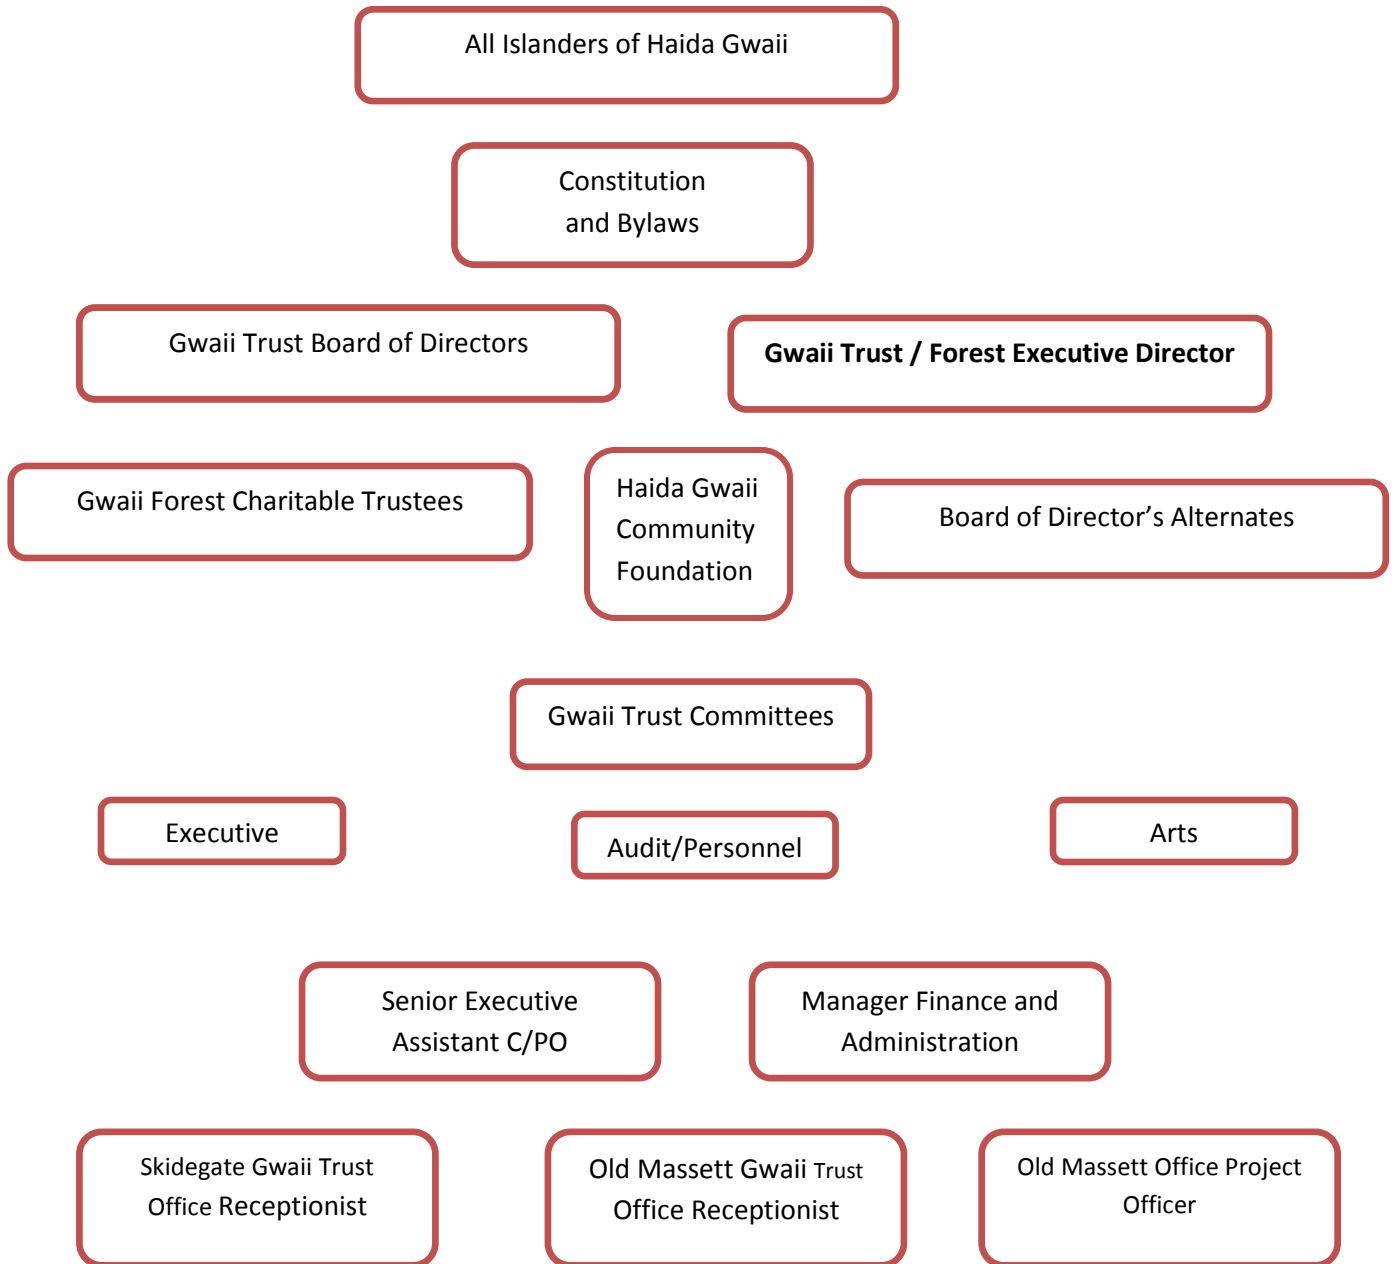 All Islanders of Haida Gwaii
Constitution
and Bylaws
Gwaii Trust Board of Directors
Gwaii Trust / Forest Executive Director
Gwaii Forest Charitable Trustees
Haida Gwaii
Community
Foundation
Board of Director’s Alternates
Gwaii Trust Committees
Executive
Audit/Personnel
Arts
Senior Executive
Assistant C/PO
Manager Finance and
Administration
Skidegate Gwaii Trust
Office Receptionist
Old Massett Gwaii Trust
Office Receptionist
Old Massett Office Project
Officer